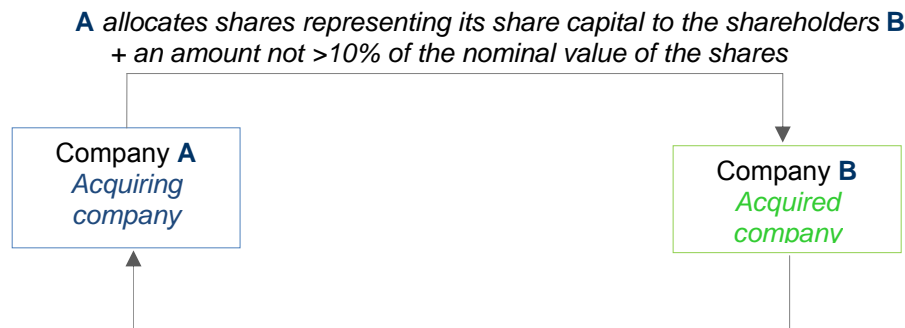 A allocates shares representing its share capital to the shareholders B
+ an amount not >10% of the nominal value of the shares
Company A
Acquiring
company
Company B
Acquired
company